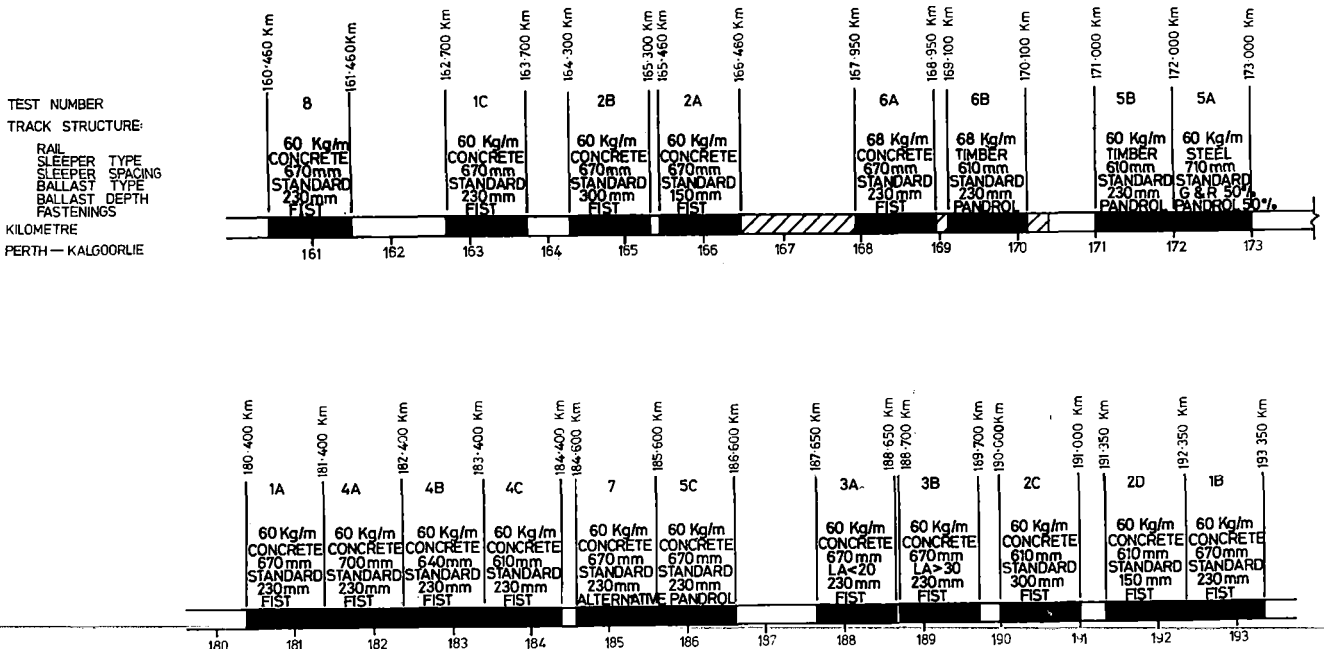 160·460 Km 161·460Km 162·700 Km 163·700 Km 164·300 Km 165·300 Km 165·460 Km 166·460 Km 167·950 Km 168·950 Km 169·100 Km 170·100 Km 171·000 Km 172·000 Km 173·000 Km
TEST NUMBER 8 1C 2B 2A 6A 6B 5B 5A
TRACK STRUCTURE:
RAIL 60 Kg/m 60 Kg/m 60 Kg/m 60 Kg/m 68 Kg/m 68 Kg/m 60 Kg/m 60 Kg/m
SLEEPER TYPE CONCRETE CONCRETE CONCRETE CONCRETE CONCRETE TIMBER TIMBER STEEL
SLEEPER SPACING 670mm 670mm 670mm 670mm 670mm 610mm 610mm 710mm
BALLAST TYPE STANDARD STANDARD STANDARD STANDARD STANDARD STANDARD STANDARD STANDARD
BALLAST DEPTH 230mm 230mm 300mm 150mm 230mm 230mm 230mm G & R 50%
FASTENINGS FIST FIST FIST FIST FIST PANDROL PANDROL PANDROL 50%
KILOMETRE
PERTH — KALGOORLIE 161 162 163 164 165 166 167 168 169 170 171 172 173
180·400 Km 181·400 Km 182·400 Km 183·400 Km 184·400 Km 184·600 Km 185·600 Km 186·600 Km 187·650 Km 188·650 Km 188·700 Km 189·700 Km 190·000Km 191·000 Km 191·350 Km 192·350 Km 193·350 Km
1A 4A 4B 4C 7 5C 3A 3B 2C 2D 1B
60 Kg/m 60 Kg/m 60 Kg/m 60 Kg/m 60 Kg/m 60 Kg/m 60 Kg/m 60 Kg/m 60 Kg/m 60 Kg/m 60 Kg/m
CONCRETE CONCRETE CONCRETE CONCRETE CONCRETE CONCRETE CONCRETE CONCRETE CONCRETE CONCRETE CONCRETE
670mm 700mm 640mm 610mm 670mm 670mm 670mm 670mm 610mm 610mm 670mm
STANDARD STANDARD STANDARD STANDARD STANDARD STANDARD LA<20 LA>30 STANDARD STANDARD STANDARD
230mm 230mm 230mm 230mm 230mm 230mm 230mm 230mm 300mm 150 mm 230mm
FIST FIST FIST FIST ALTERNATIVE PANDROL FIST FIST FIST FIST FIST
180 181 182 183 184 185 186 187 188 189 190 191 192 193